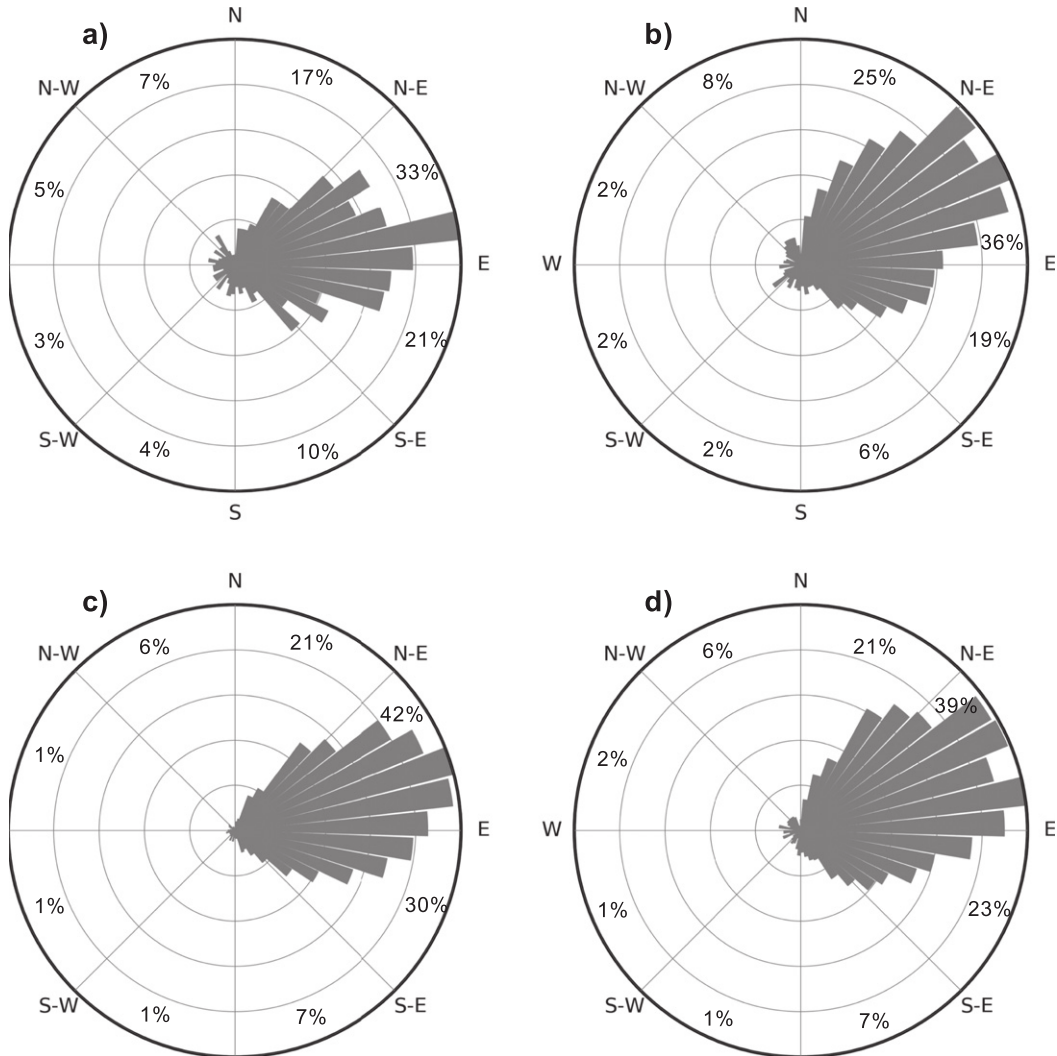 a)
N
7%
17%
N-W
N-E
5%
33%
E
3%
21%
S-W
S-E
4%
10%
S
b)
N
8%
25%
N-W
N-E
2%
36%
W
E
2%
19%
S-W
S-E
2%
6%
S
c)
N
6%
21%
N-W
N-E
42%
1%
E
1%
30%
S-W
S-E
1%
7%
d)
N
6%
21%
N-W
N-E
39%
2%
W
E
1%
23%
S-W
S-E
1%
7%